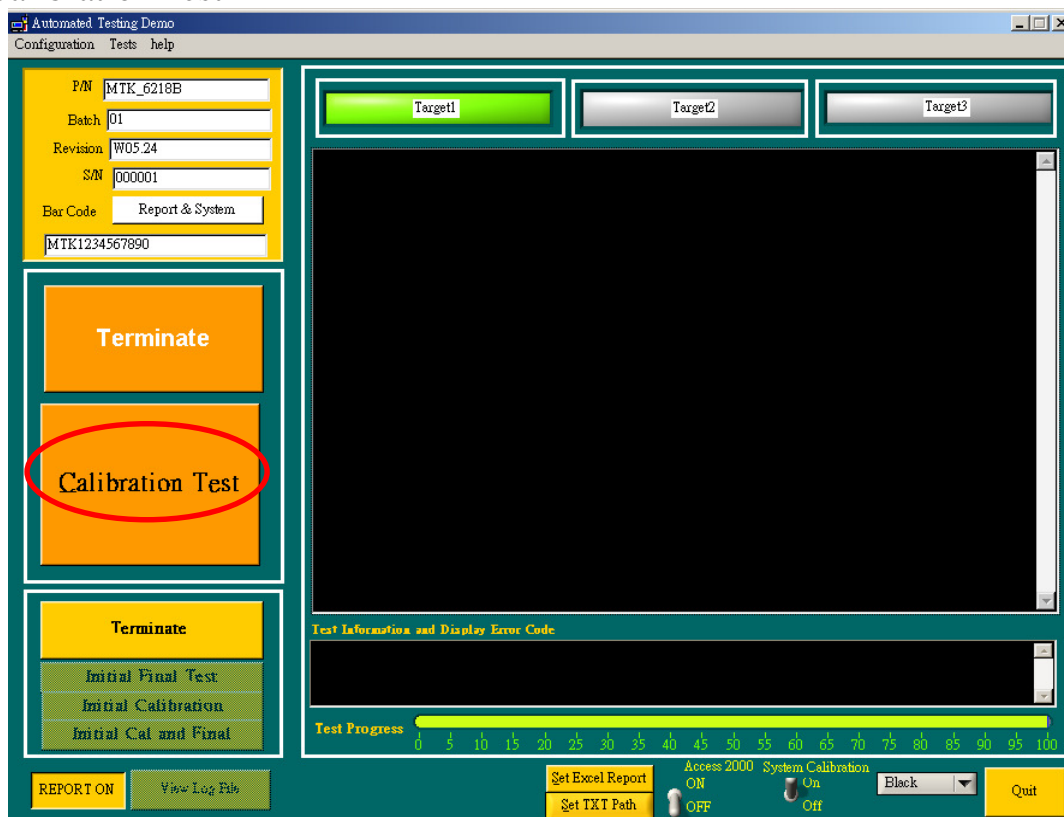 Automated Testing Demo
Configuration Tests help
P/N MTK_6218B
Batch 01
Revision W05.24
S/N 000001
Bar Code Report & System
MTK1234567890
Terminate
Calibration Test
Terminate
Initial Final Test
Initial Calibration
Initial Cal and Final
REPORT ON View Log File
Target1 Target2 Target3
Test Information and Display Error Code
Test Progress
0 5 10 15 20 25 30 35 40 45 50 55 60 65 70 75 80 85 90 95 100
Set Excel Report
Set TXT Path
Access 2000
ON
OFF
System Calibration
On
Off
Black
Quit